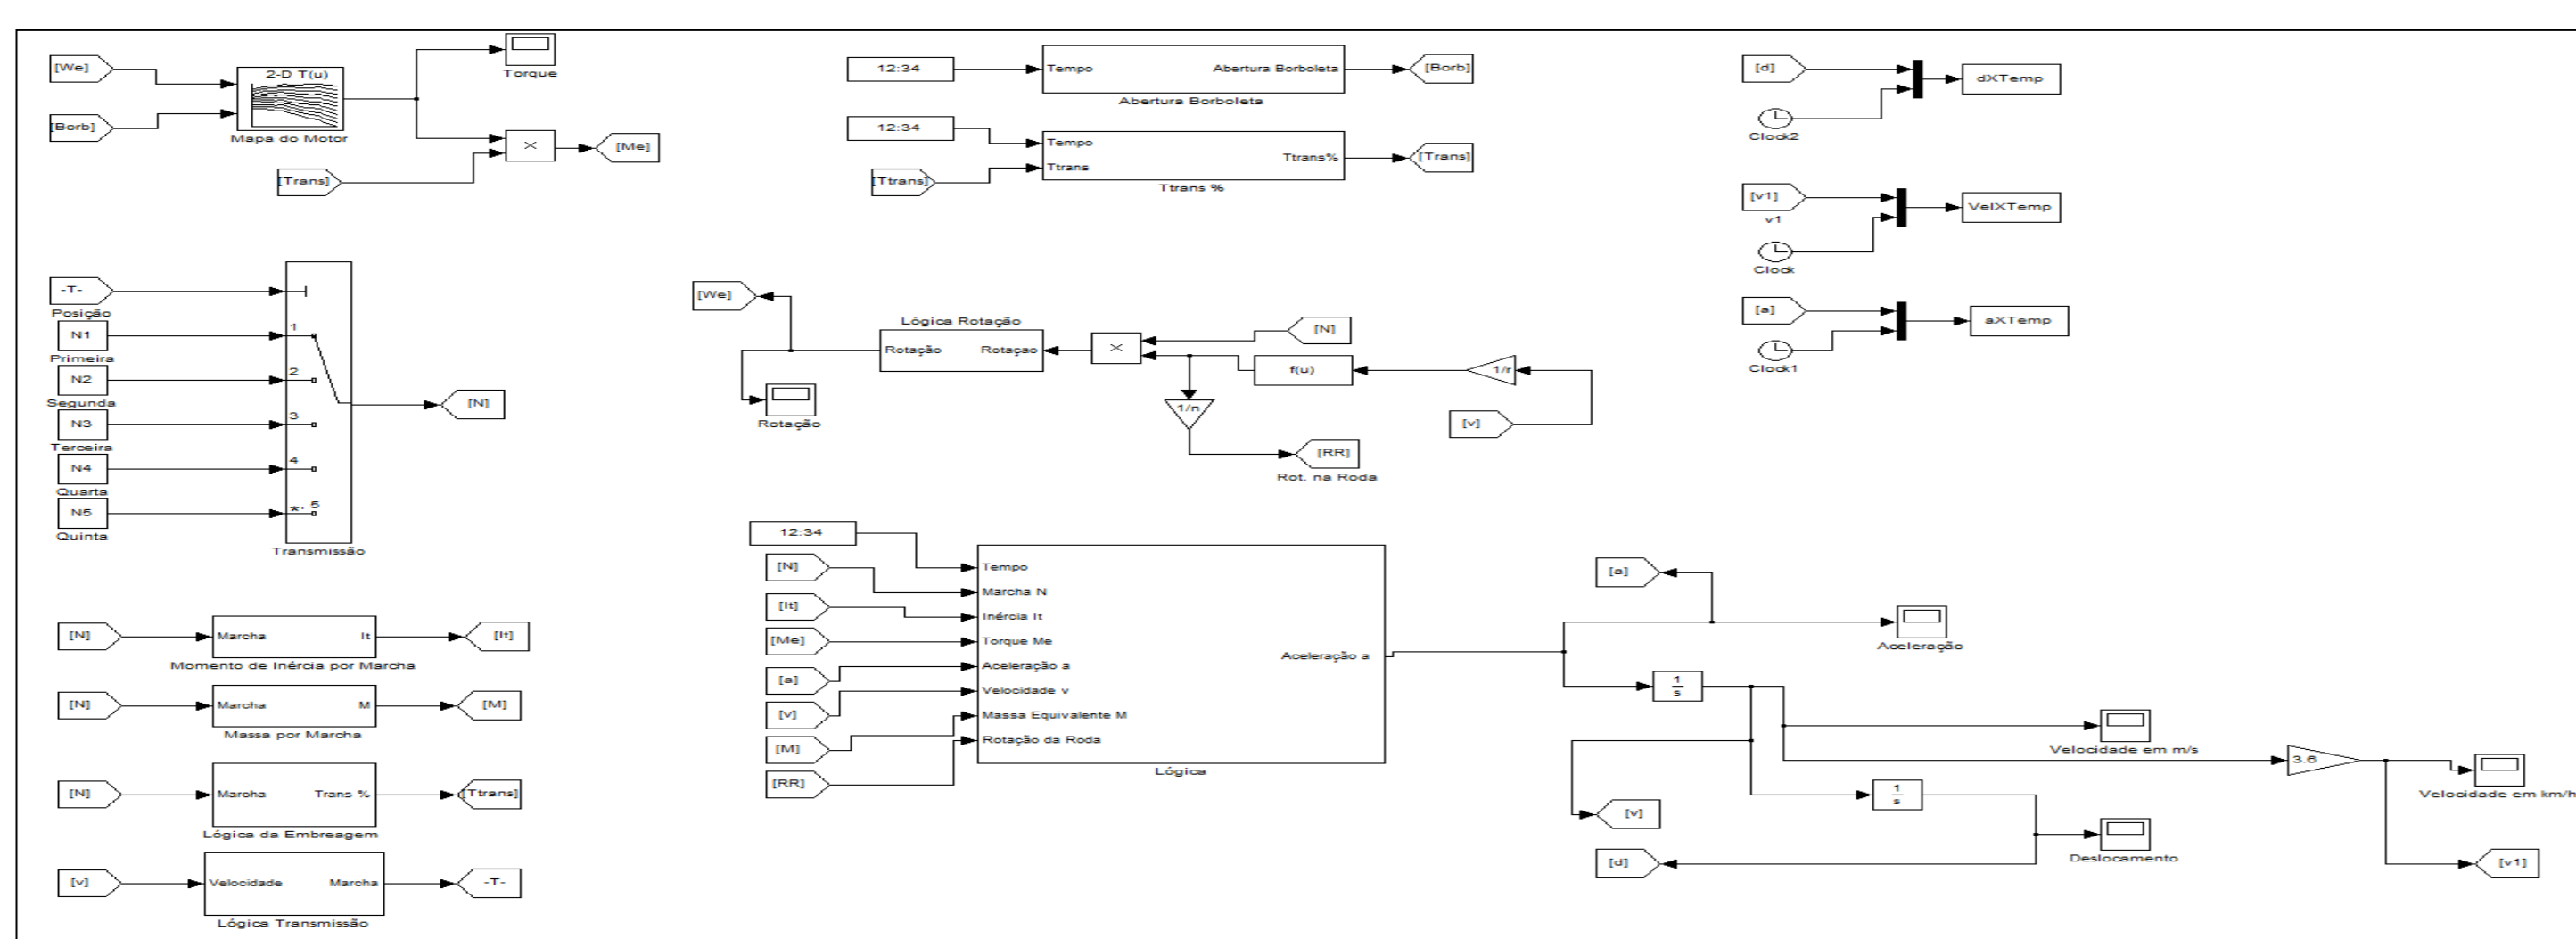 [We]
[Borb]
2-D T(u)
Mapa do Motor
Torque
×
[Me]
[Trans]
12:34
Tempo
Abertura Borboleta
Abertura Borboleta
[Borb]
12:34
[Ttrans]
Tempo
Ttrans
Ttrans%
Ttrans %
[Trans]
[d]
Clock2
dXTemp
[v1]
v1
Clock
VelXTemp
[a]
Clock1
aXTemp
-T-
Posição
N1
Primeira
N2
Segunda
N3
Terceira
N4
Quarta
N5
Quinta
1
2
3
4
*. 5
Transmissão
[N]
[We]
Lógica Rotação
Rotação
Rotaçao
Rotação
×
[N]
f(u)
1/r
[v]
1/n
[RR]
Rot. na Roda
[N]
Marcha
It
[It]
Momento de Inércia por Marcha
[N]
Marcha
M
[M]
Massa por Marcha
[N]
Marcha
Trans %
[Ttrans]
Lógica da Embreagem
[v]
Velocidade
Marcha
-T-
Lógica Transmissão
12:34
[N]
[It]
[Me]
[a]
[v]
[M]
[RR]
Tempo
Marcha N
Inércia It
Torque Me
Aceleração a
Velocidade v
Massa Equivalente M
Rotação da Roda
Aceleração a
Lógica
[a]
Aceleração
1
s
Velocidade em m/s
3.6
Velocidade em km/h
1
s
[v]
[d]
Deslocamento
[v1]